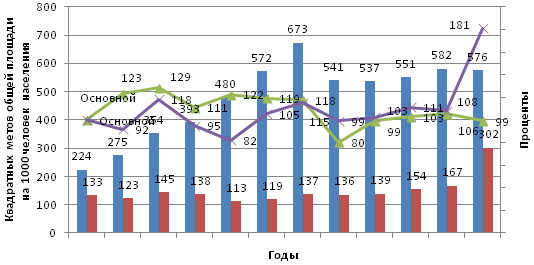 Квадратных метов общей площади
на 1000 человек населения
800
700
600
500
400
300
200
100
0
224 275 354 393 480 572 673 541 537 551 582 576
133 123 145 138 113 119 137 136 139 154 167 302
Основной 123 129 111 122 119 118 80 99 103 106 99
Основной 92 118 95 82 105 115 99 103 111 108 181
Проценты
Годы